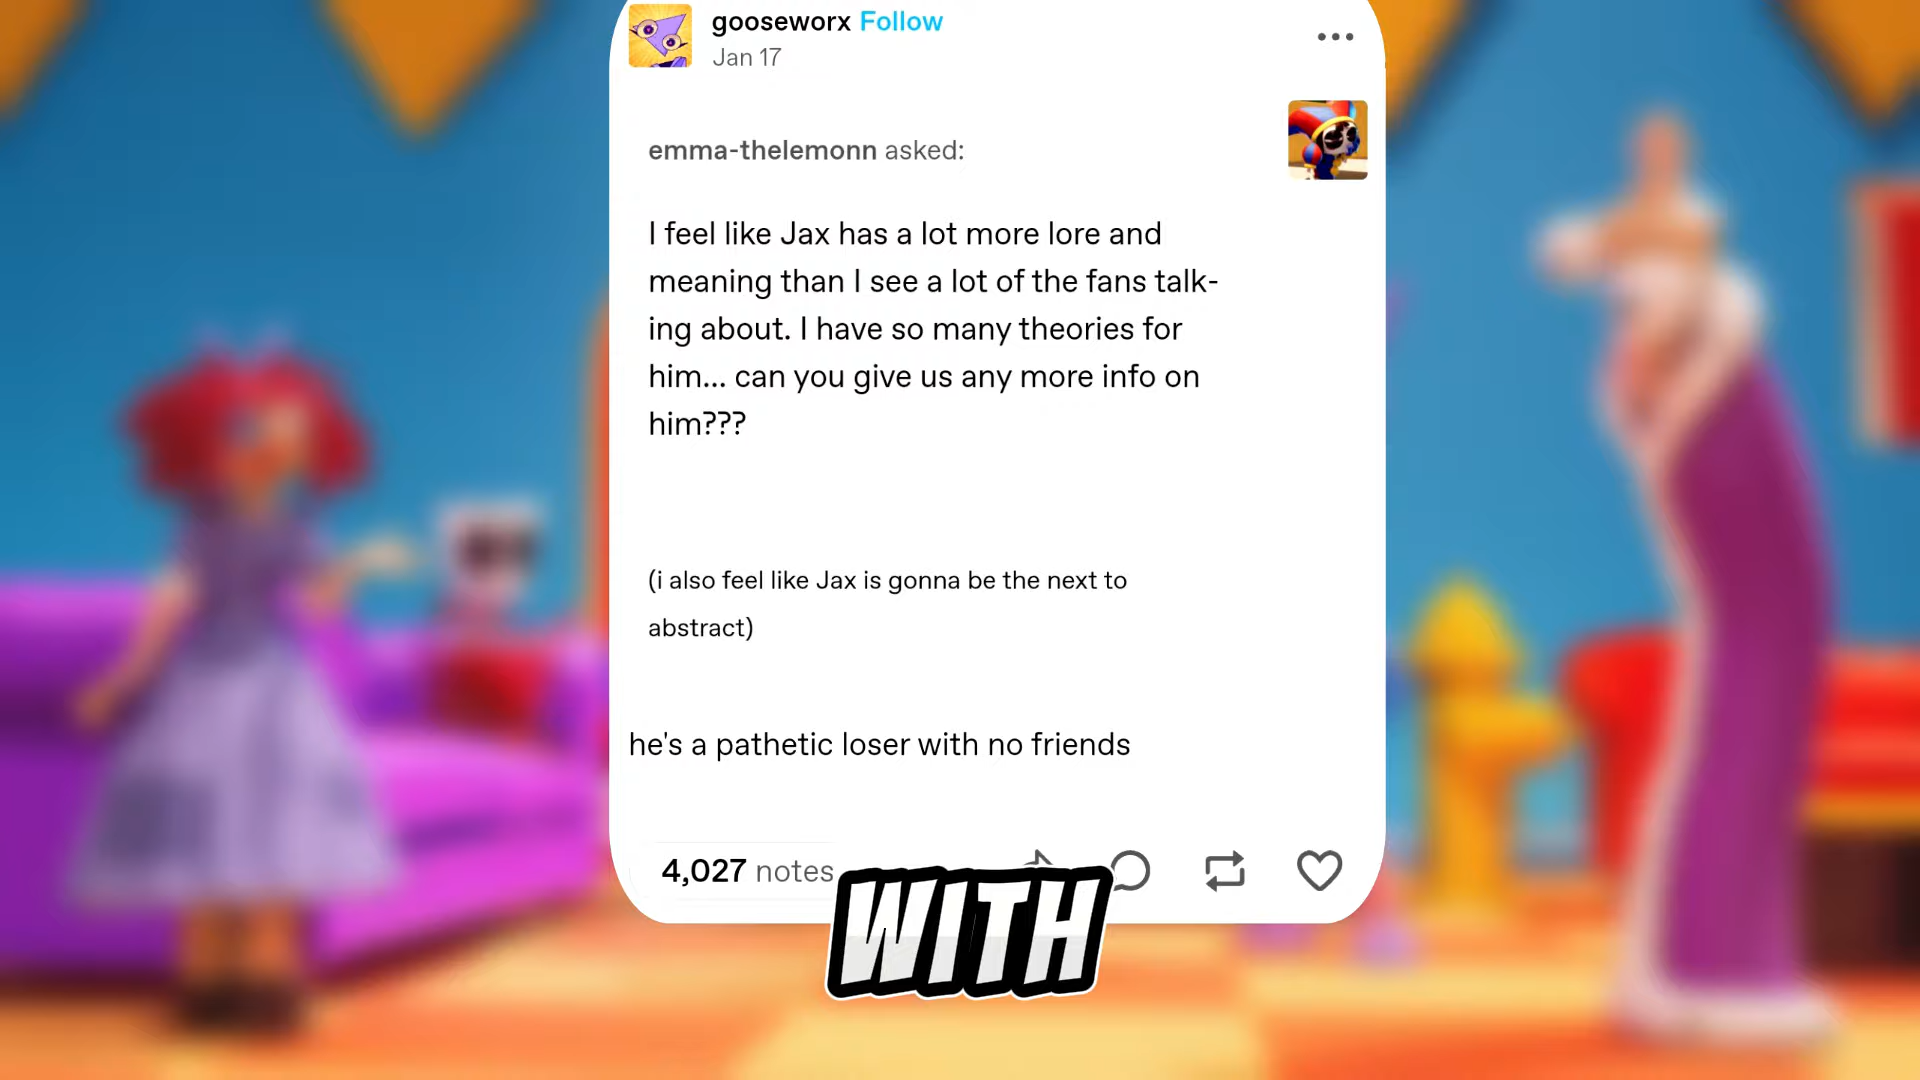 gooseworx Follow
Jan 17
emma-thelemonn asked:
I feel like Jax has a lot more lore and
meaning than I see a lot of the fans talk-
ing about. I have so many theories for
him... can you give us any more info on
him???
(i also feel like Jax is gonna be the next to
abstract)
he's a pathetic loser with no friends
4,027 notes
WITH